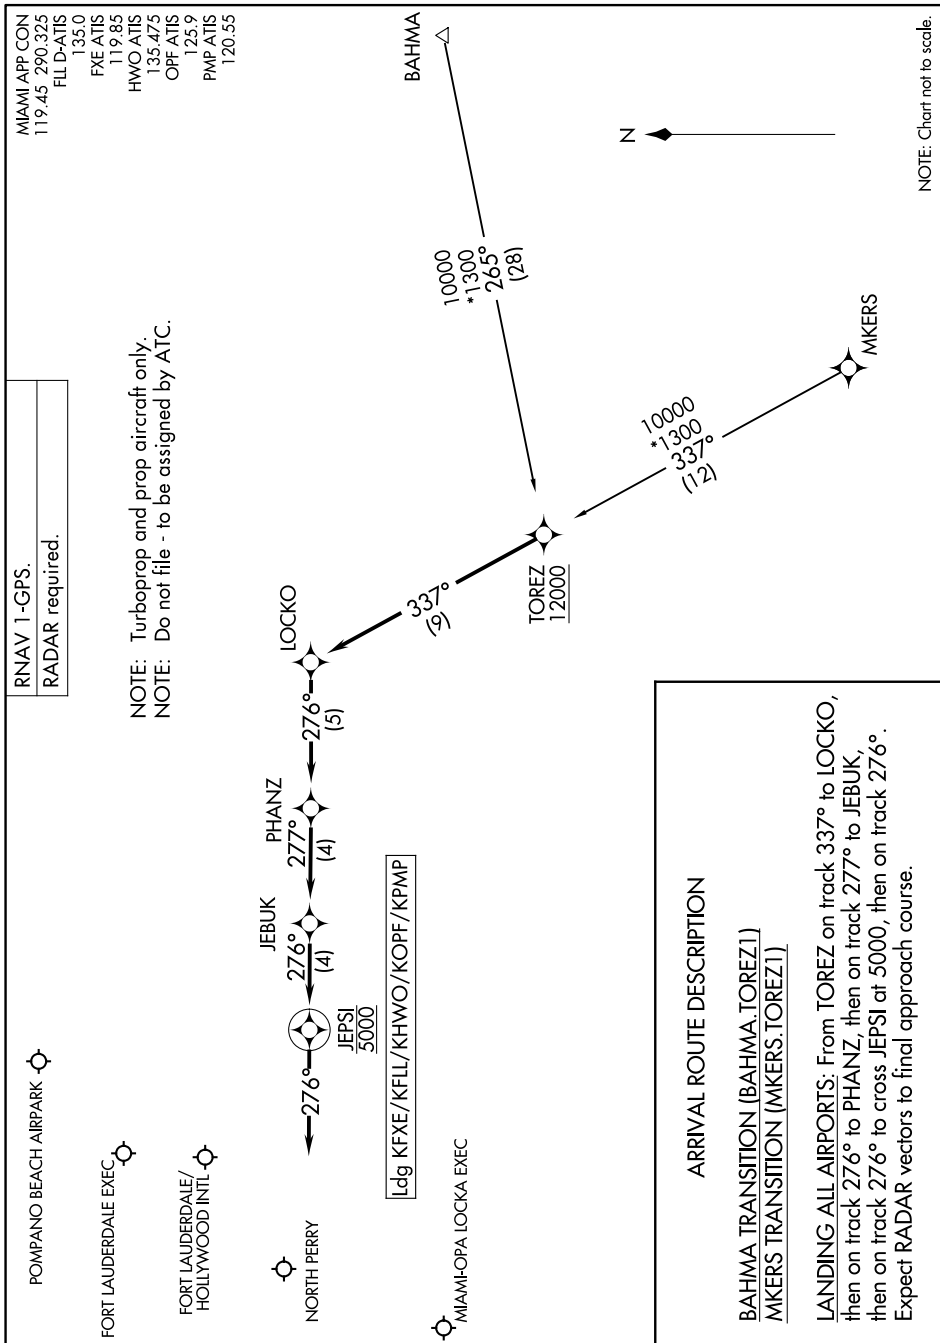 MIAMI APP CON
119.45 290.325
FLL D-ATIS
135.0
FXE ATIS
119.85
HWO ATIS
135.475
OPF ATIS
125.9
PMP ATIS
120.55
RNAV 1-GPS.
RADAR required.
NOTE: Turboprop and prop aircraft only.
NOTE: Do not file - to be assigned by ATC.
POMPANO BEACH AIRPARK
FORT LAUDERDALE EXEC
FORT LAUDERDALE/
HOLLYWOOD INTL
NORTH PERRY
MIAMI-OPA LOCKA EXEC
276°
JEPSI
5000
276°
(4)
JEBUK
277°
(4)
PHANZ
276°
(5)
LOCKO
337°
(9)
TOREZ
12000
BAHMA
10000
*1300
265°
(28)
10000
*1300
337°
(12)
MKERS
N
Ldg KFXE/KFLL/KHWO/KOPF/KPMP
ARRIVAL ROUTE DESCRIPTION
BAHMA TRANSITION (BAHMA.TOREZ1)
MKERS TRANSITION (MKERS.TOREZ1)
LANDING ALL AIRPORTS: From TOREZ on track 337° to LOCKO,
then on track 276° to PHANZ, then on track 277° to JEBUK,
then on track 276° to cross JEPSI at 5000, then on track 276°.
Expect RADAR vectors to final approach course.
NOTE: Chart not to scale.